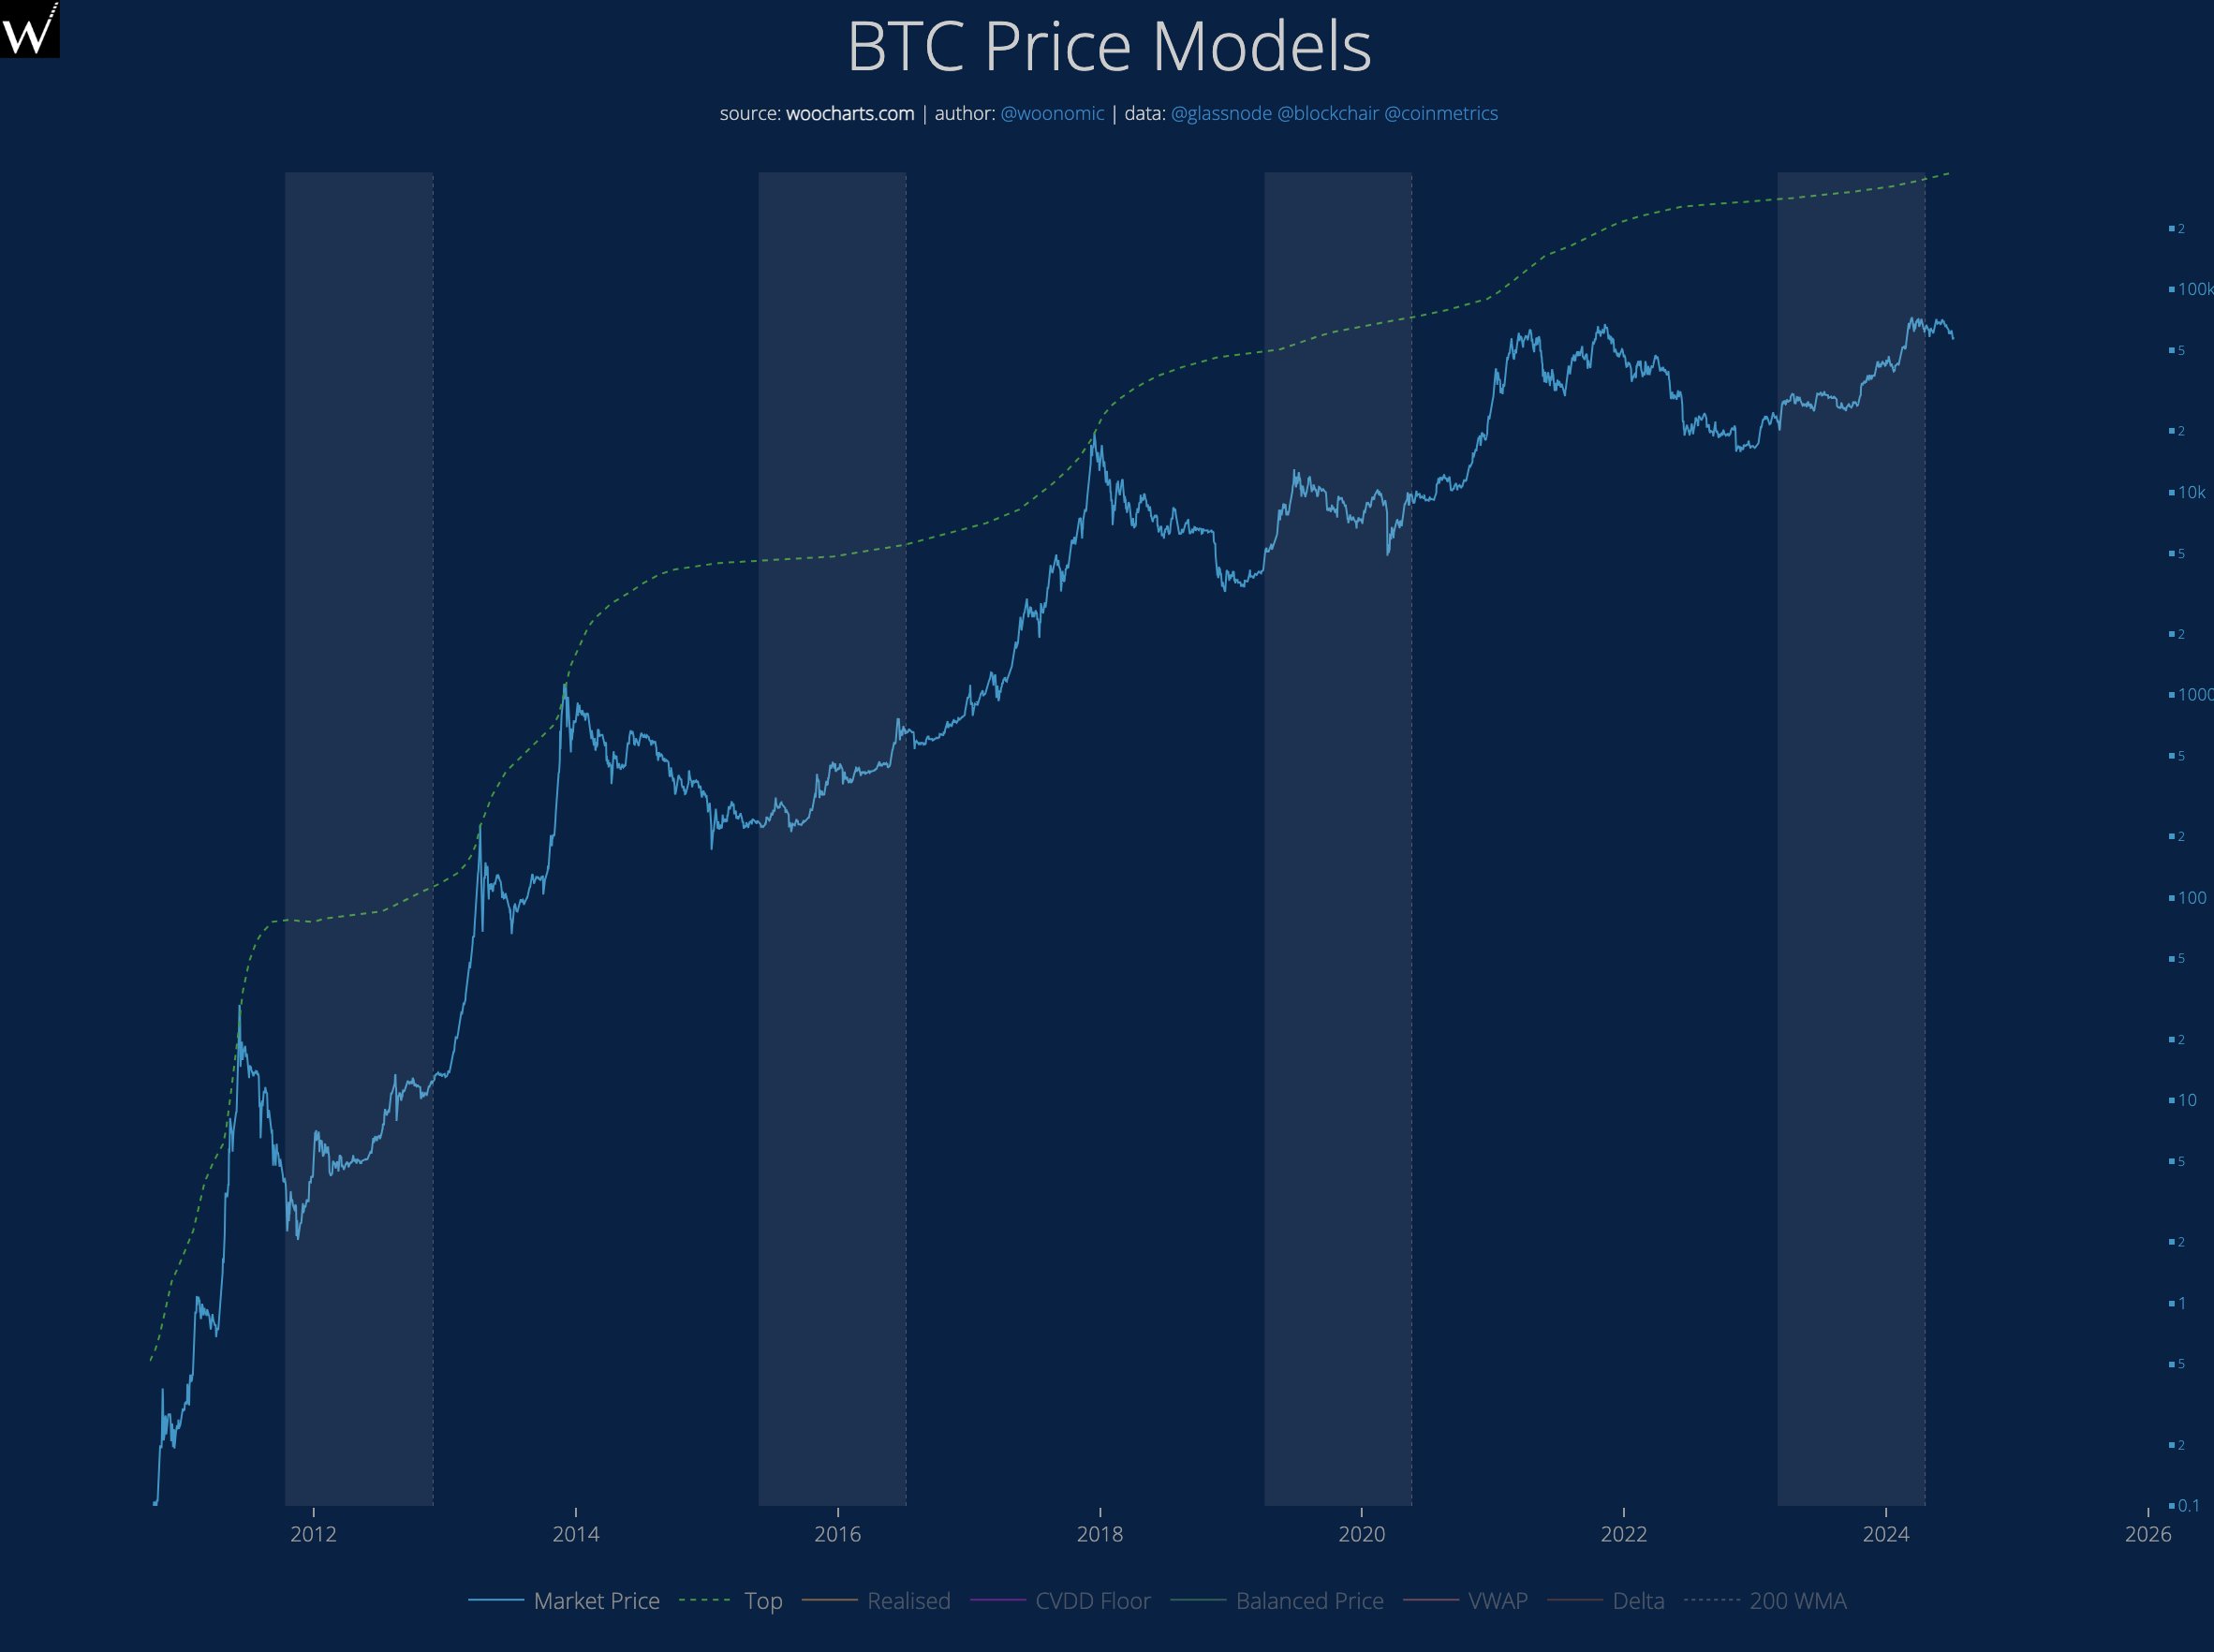 W
BTC Price Models
source: woocharts.com | author: @woonomic | data: @glassnode @blockchair @coinmetrics
2
100k
5
2
10k
5
2
1000
5
2
100
5
2
10
5
2
1
5
2
0.1
2012 2014 2016 2018 2020 2022 2024 2026
Market Price Top Realised CVDD Floor Balanced Price VWAP Delta 200 WMA